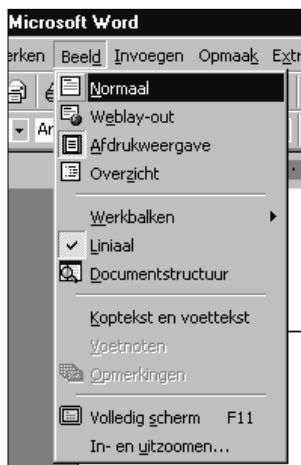 Microsoft Word
erken Beeld Invoegen Opmaak Extr
Ar
Normaal
Weblay-out
Afdrukweergave
Overzicht
Werkbalken
Liniaal
Documentstructuur
Koptekst en voettekst
Voetnoten
Opmerkingen
Volledig scherm F11
In- en uitzoomen...